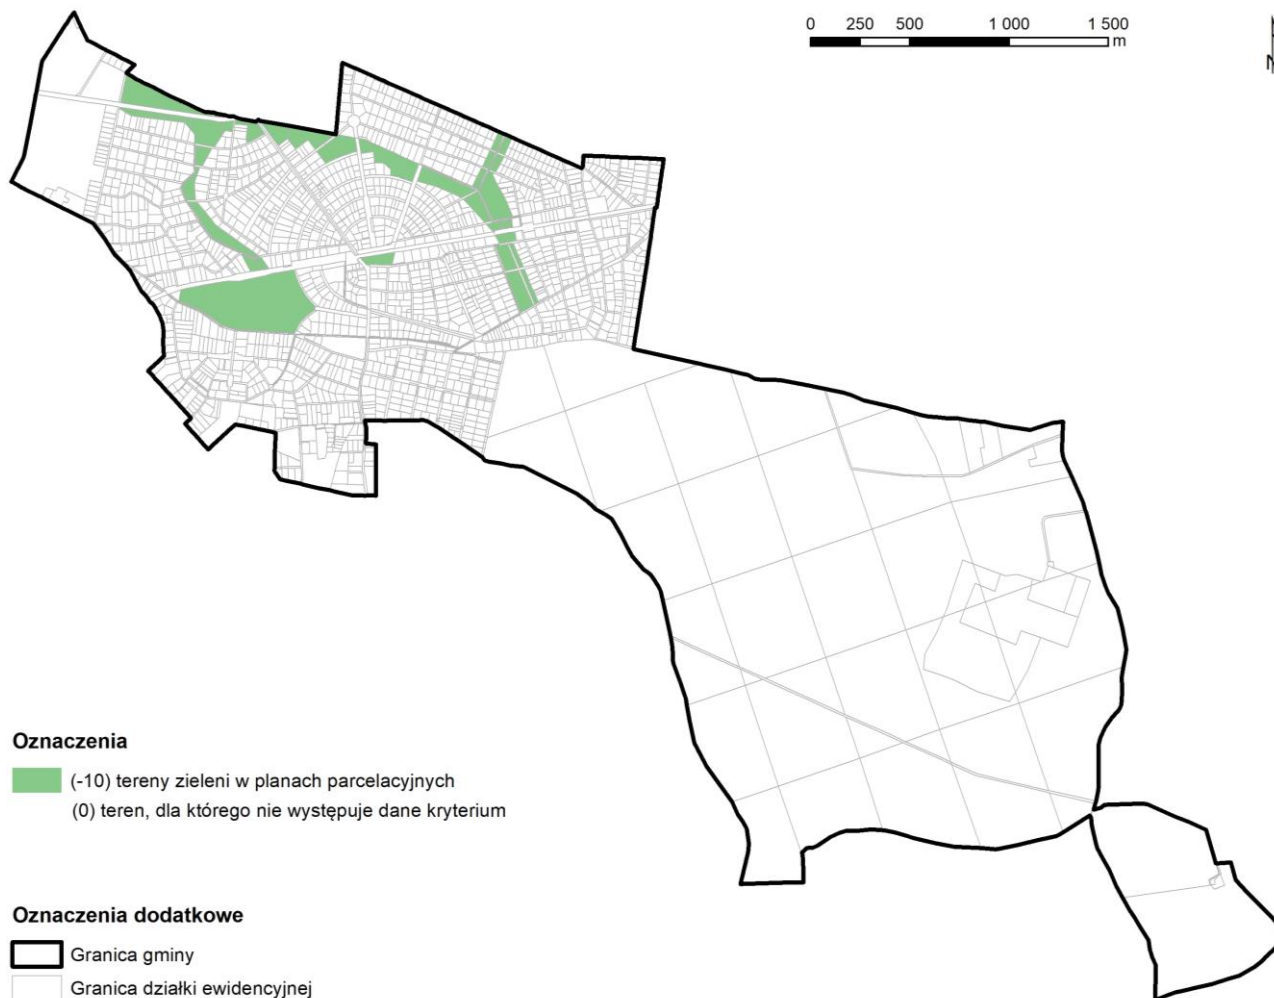 0 250 500 1 000 1 500
m
N
Oznaczenia
(-10) tereny zieleni w planach parcelacyjnych
(0) teren, dla którego nie występuje dane kryterium
Oznaczenia dodatkowe
Granica gminy
Granica działki ewidencyjnej